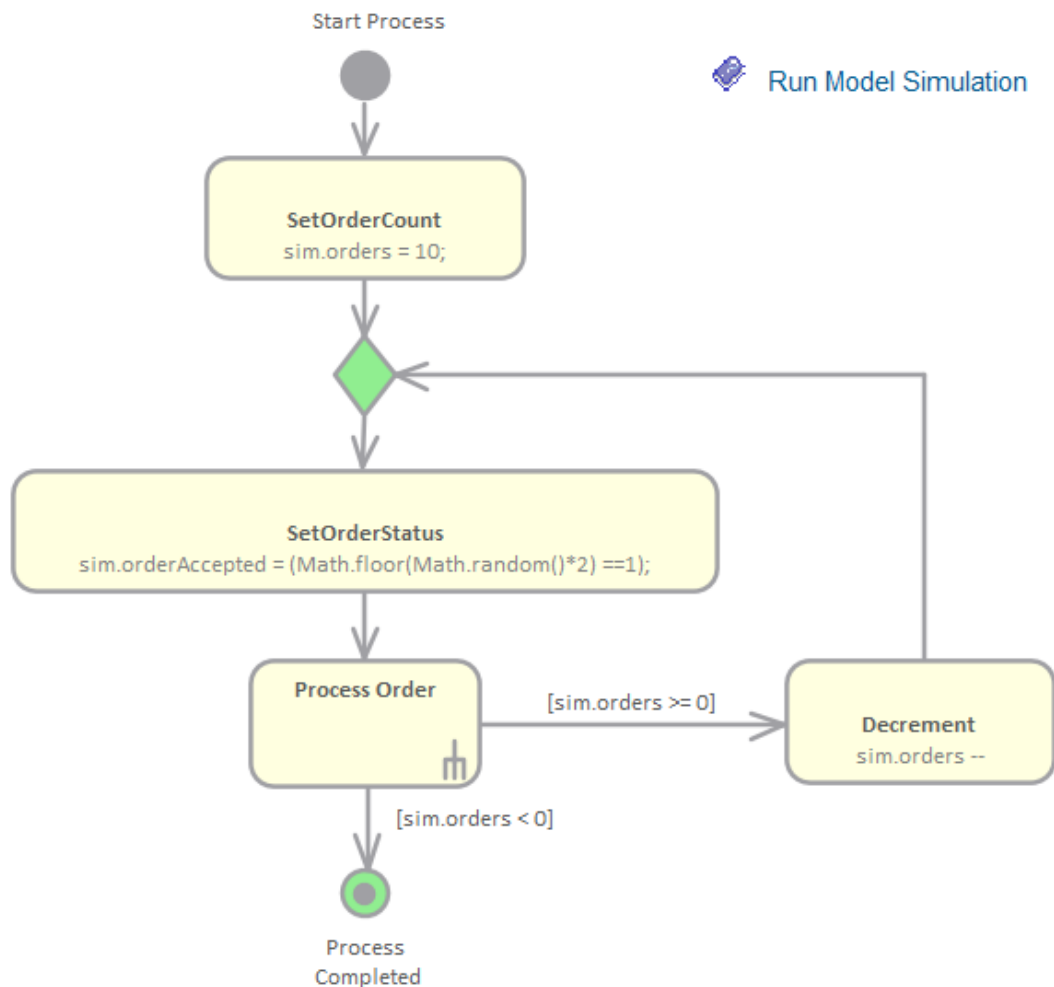 Start Process
Run Model Simulation
SetOrderCount
sim.orders = 10;
SetOrderStatus
sim.orderAccepted = (Math.floor(Math.random()*2) ==1);
Process Order
[sim.orders >= 0]
Decrement
sim.orders --
[sim.orders < 0]
Process
Completed